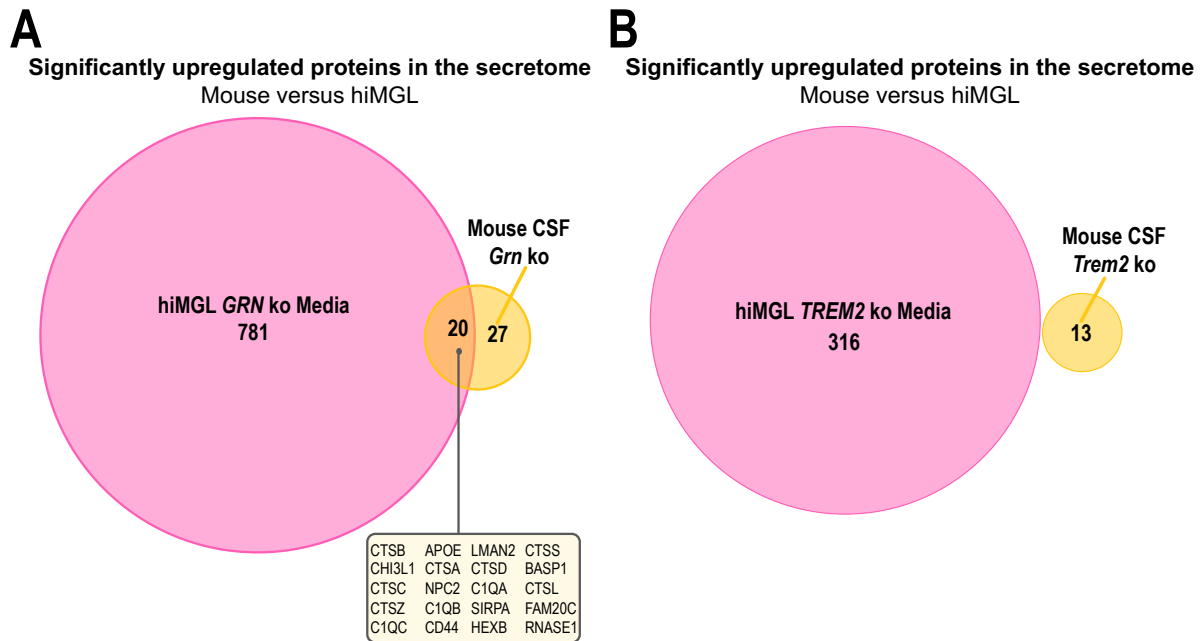 A
Significantly upregulated proteins in the secretome
Mouse versus hiMGL
Mouse CSF
Grn ko
hiMGL GRN ko Media
781
20
27
CTSB APOE LMAN2 CTSS
CHI3L1 CTSA CTSD BASP1
CTSC NPC2 C1QA CTSL
CTSZ C1QB SIRPA FAM20C
C1QC CD44 HEXB RNASE1
B
Significantly upregulated proteins in the secretome
Mouse versus hiMGL
Mouse CSF
Trem2 ko
hiMGL TREM2 ko Media
316
13